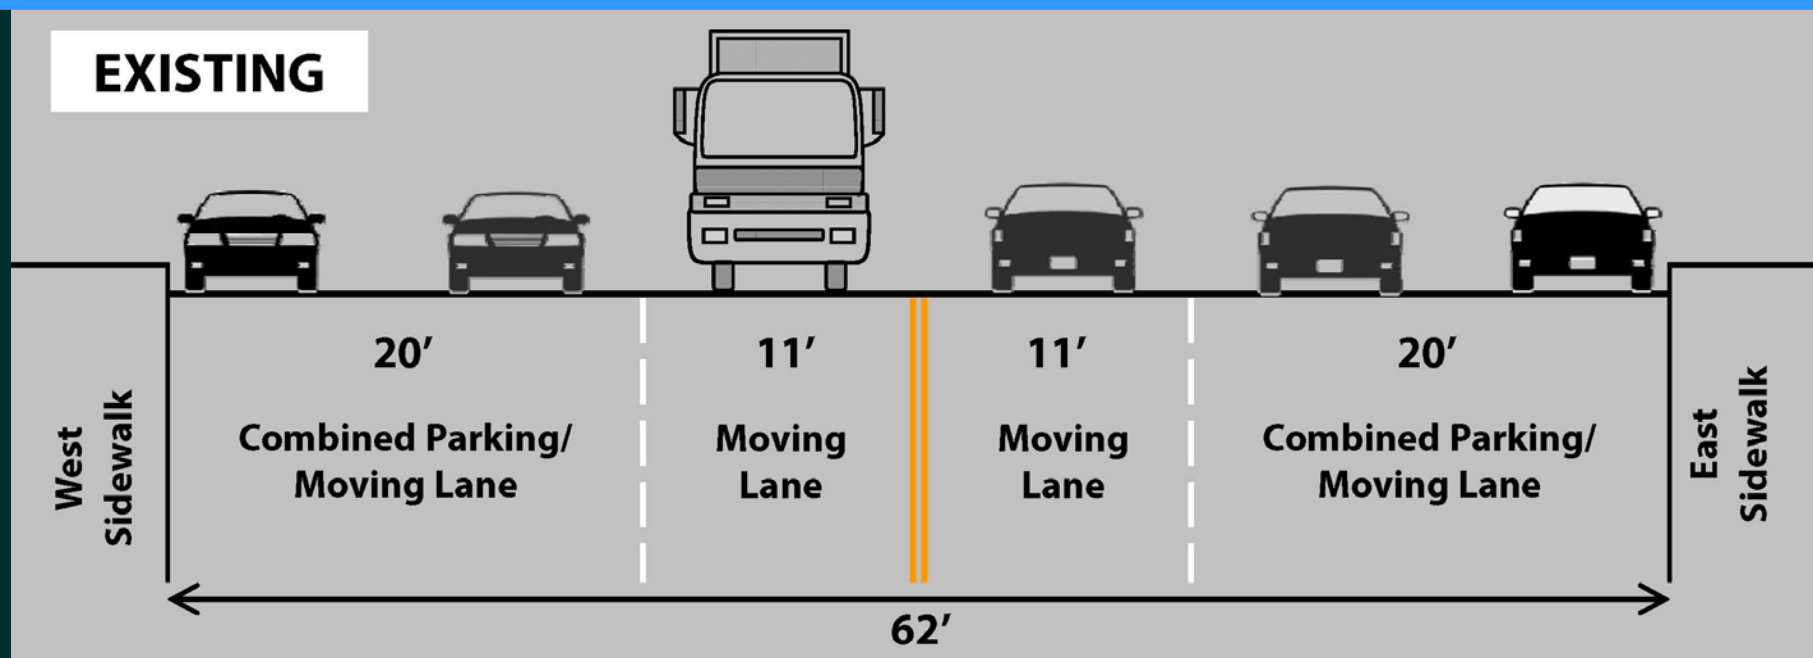 EXISTING
20′
11′
11′
20′
West
Sidewalk
Combined Parking/
Moving Lane
Moving
Lane
Moving
Lane
Combined Parking/
Moving Lane
East
Sidewalk
62′